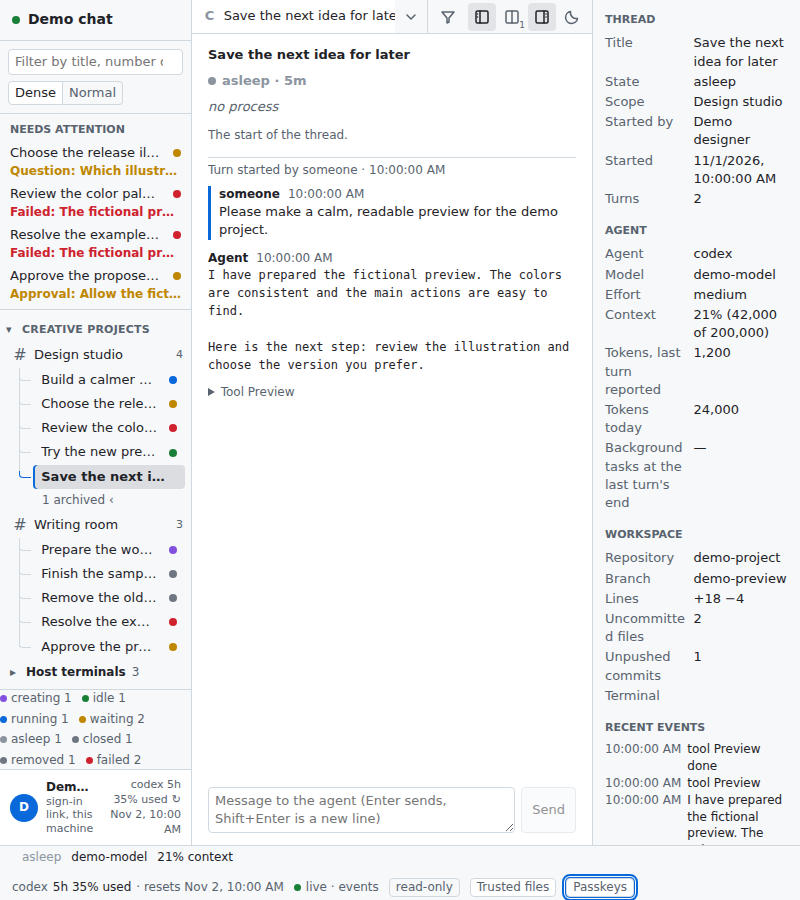 Demo chat
Filter by title, number o
Dense Normal
NEEDS ATTENTION
Choose the release il…
Question: Which illustr…
Review the color pal…
Failed: The fictional pr…
Resolve the example…
Failed: The fictional pr…
Approve the propose…
Approval: Allow the fict…
▾ CREATIVE PROJECTS
# Design studio 4
Build a calmer …
Choose the rele…
Review the colo…
Try the new pre…
Save the next i…
1 archived ‹
# Writing room 3
Prepare the wo…
Finish the samp…
Remove the old…
Resolve the ex…
Approve the pr…
▸ Host terminals 3
creating 1 idle 1
running 1 waiting 2
asleep 1 closed 1
removed 1 failed 2
D
Dem…
sign-in
link, this
machine
codex 5h
35% used ↻
Nov 2, 10:00
AM
C Save the next idea for late
1
Save the next idea for later
asleep · 5m
no process
The start of the thread.
Turn started by someone · 10:00:00 AM
someone 10:00:00 AM
Please make a calm, readable preview for the demo
project.
Agent 10:00:00 AM
I have prepared the fictional preview. The colors
are consistent and the main actions are easy to
find.
Here is the next step: review the illustration and
choose the version you prefer.
▶ Tool Preview
Message to the agent (Enter sends,
Shift+Enter is a new line)
Send
THREAD
Title Save the next
idea for later
State asleep
Scope Design studio
Started by Demo
designer
Started 11/1/2026,
10:00:00 AM
Turns 2
AGENT
Agent codex
Model demo-model
Effort medium
Context 21% (42,000
of 200,000)
Tokens, last 1,200
turn
reported
Tokens 24,000
today
Background —
tasks at the
last turn's
end
WORKSPACE
Repository demo-project
Branch demo-preview
Lines +18 −4
Uncommitte 2
d files
Unpushed 1
commits
Terminal
RECENT EVENTS
10:00:00 AM tool Preview
done
10:00:00 AM tool Preview
10:00:00 AM I have prepared
the fictional
preview. The
asleep demo-model 21% context
codex 5h 35% used · resets Nov 2, 10:00 AM live · events read-only Trusted files Passkeys